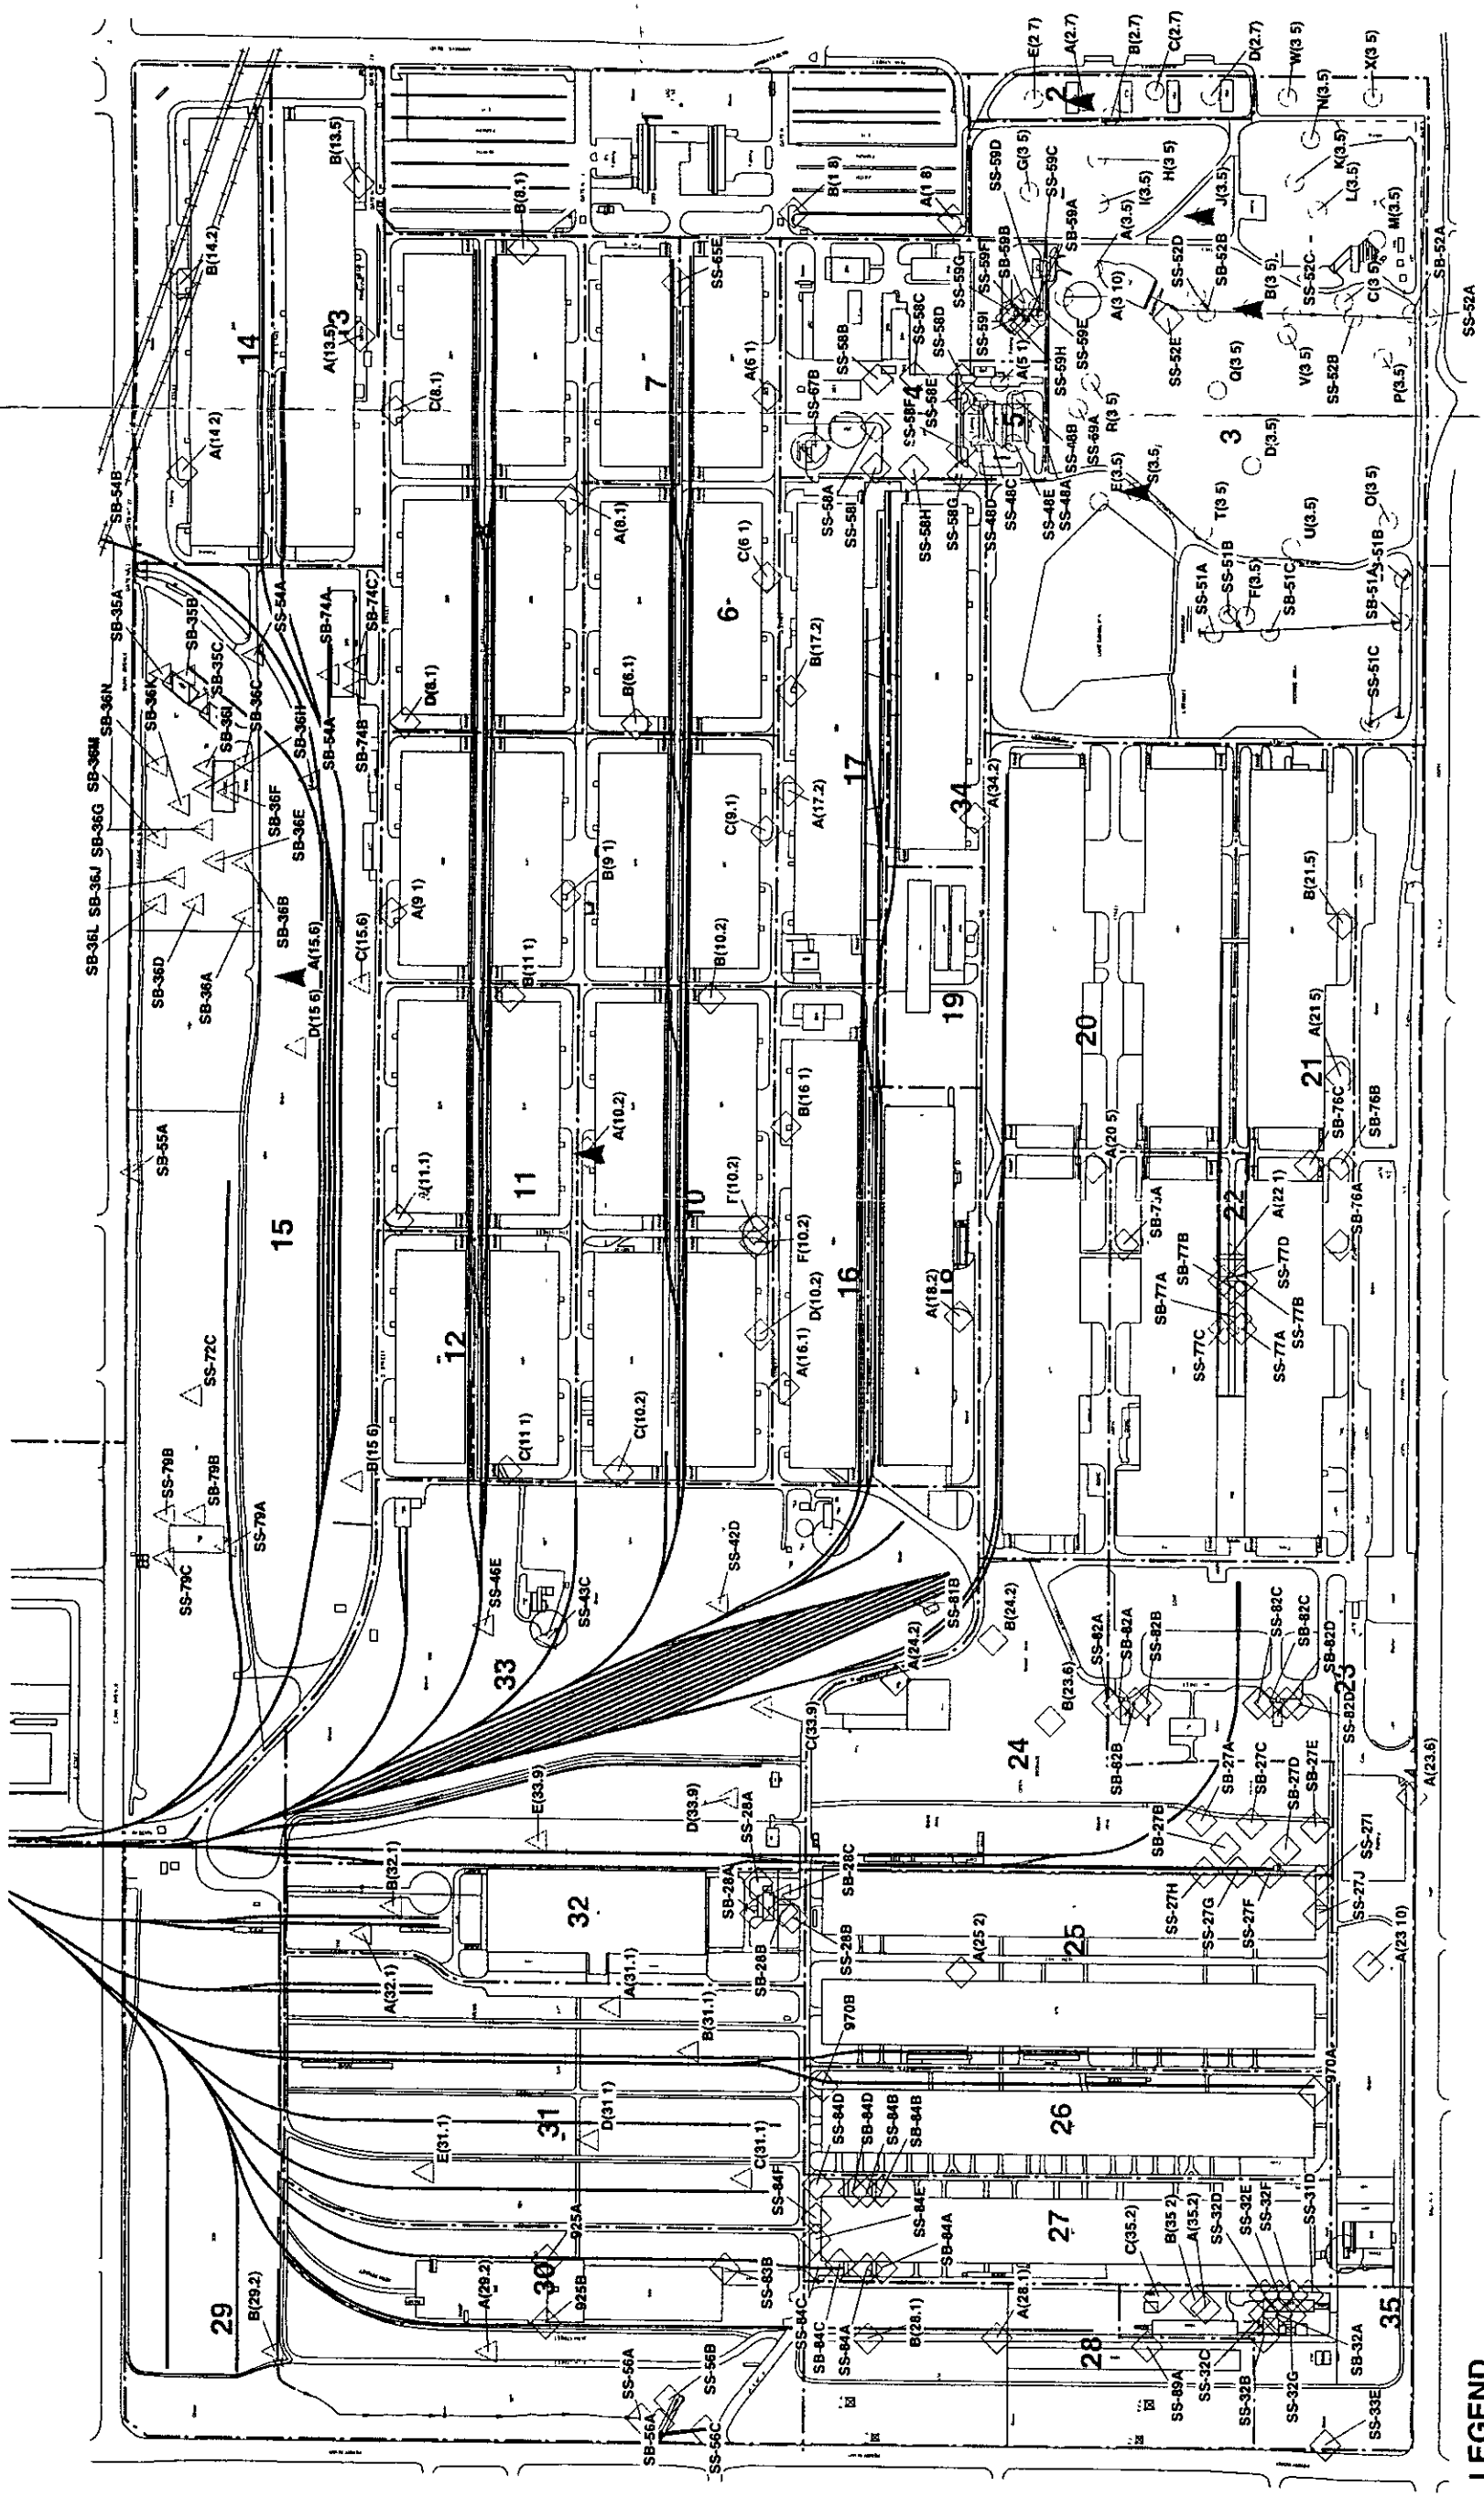 SB-54B
SB-35A
SB-35B
SB-35C
SB-36N
SB-36K
SB-36I
SB-36C
SB-36M
SB-36H
SB-54A
SS-54A
SB-74A
SB-74C
SB-74B
SB-36G
SB-36F
SB-36E
SB-36J
SB-36B
SB-36L
SB-36D
SB-36A
A(14 2)
B(14.2)
14
13
A(13.5)
B(13.5)
A(15.6)
C(15.6)
D(15 6)
B(15 6)
15
SB-55A
SS-72C
SS-79B
SB-79B
SS-79A
SS-79C
B(8.1)
C(8.1)
A(8.1)
D(8.1)
1
7
SS-65E
A(6 1)
C(6 1)
B(6.1)
6
A(9 1)
B(9 1)
C(9.1)
B(11 1)
A(11.1)
C(11 1)
11
12
A(10.2)
B(10.2)
10
F(10.2)
F(10.2)
D(10.2)
C(10.2)
B(17.2)
A(17.2)
17
B(16 1)
A(16.1)
16
A(18.2)
18
19
34
A(34.2)
B(1 8)
A(1 8)
SS-67B
SS-58B
SS-58C
SS-58D
SS-58E
SS-58F
SS-58A
SS-58I
SS-58H
SS-58G
4
5
A(5 1)
SS-48D
SS-48C
SS-48E
SS-48A
SS-48B
SS-69A
SS-59D
SS-59C
SS-59A
SB-59A
SB-59B
SS-59F
SS-59G
SS-59I
SS-59E
SS-59H
2
E(2 7)
A(2.7)
B(2.7)
C(2.7)
D(2.7)
W(3 5)
X(3 5)
N(3.5)
K(3.5)
L(3.5)
M(3.5)
G(3 5)
H(3 5)
I(3.5)
J(3.5)
A(3.5)
A(3 10)
SS-52D
SB-52B
B(3 5)
SS-52C
C(3 5)
SB-52A
SS-52A
SS-52E
V(3 5)
SS-52B
P(3.5)
Q(3 5)
R(3 5)
3
D(3.5)
E(3.5)
S(3.5)
T(3 5)
U(3.5)
O(3 5)
SS-51A
SS-51B
F(3.5)
SB-51C
SB-51A
S-51B
SS-51C
20
A(20 5)
21
A(21 5)
B(21.5)
22
A(22 1)
SB-73A
SB-76C
SB-76B
SB-76A
SB-77B
SB-77A
SS-77C
SS-77D
SS-77B
SS-77A
33
SS-46E
SS-43C
SS-42D
SS-81B
C(33.9)
D(33.9)
E(33.9)
24
A(24.2)
B(24.2)
B(23.6)
SS-82A
SB-82A
SS-82B
SB-82B
SS-82C
SB-82C
SB-82D
SS-82D
23
A(23.6)
A(23 10)
SB-27B
SB-27A
SB-27C
SB-27D
SB-27E
SS-27H
SS-27G
SS-27F
SS-27I
SS-27J
25
A(25 2)
32
A(32.1)
B(32.1)
SS-28A
SB-28A
SB-28C
SB-28B
SS-28B
31
A(31.1)
B(31.1)
C(31.1)
D(31 1)
E(31.1)
26
970B
970A
SS-84D
SB-84D
SS-84B
SB-84B
SS-84F
SS-84E
SB-84A
SS-84C
SB-84C
SS-84A
SS-83B
27
28
A(28.1)
B(28.1)
29
A(29.2)
B(29.2)
30
925A
925B
SS-56A
SS-56B
SB-56A
SS-56C
C(35.2)
B(35 2)
A(35.2)
SS-32D
SS-32E
SS-32F
SS-31D
SS-89A
SS-32C
SS-32B
SS-32G
SB-32A
SS-33E
35
LEGEND